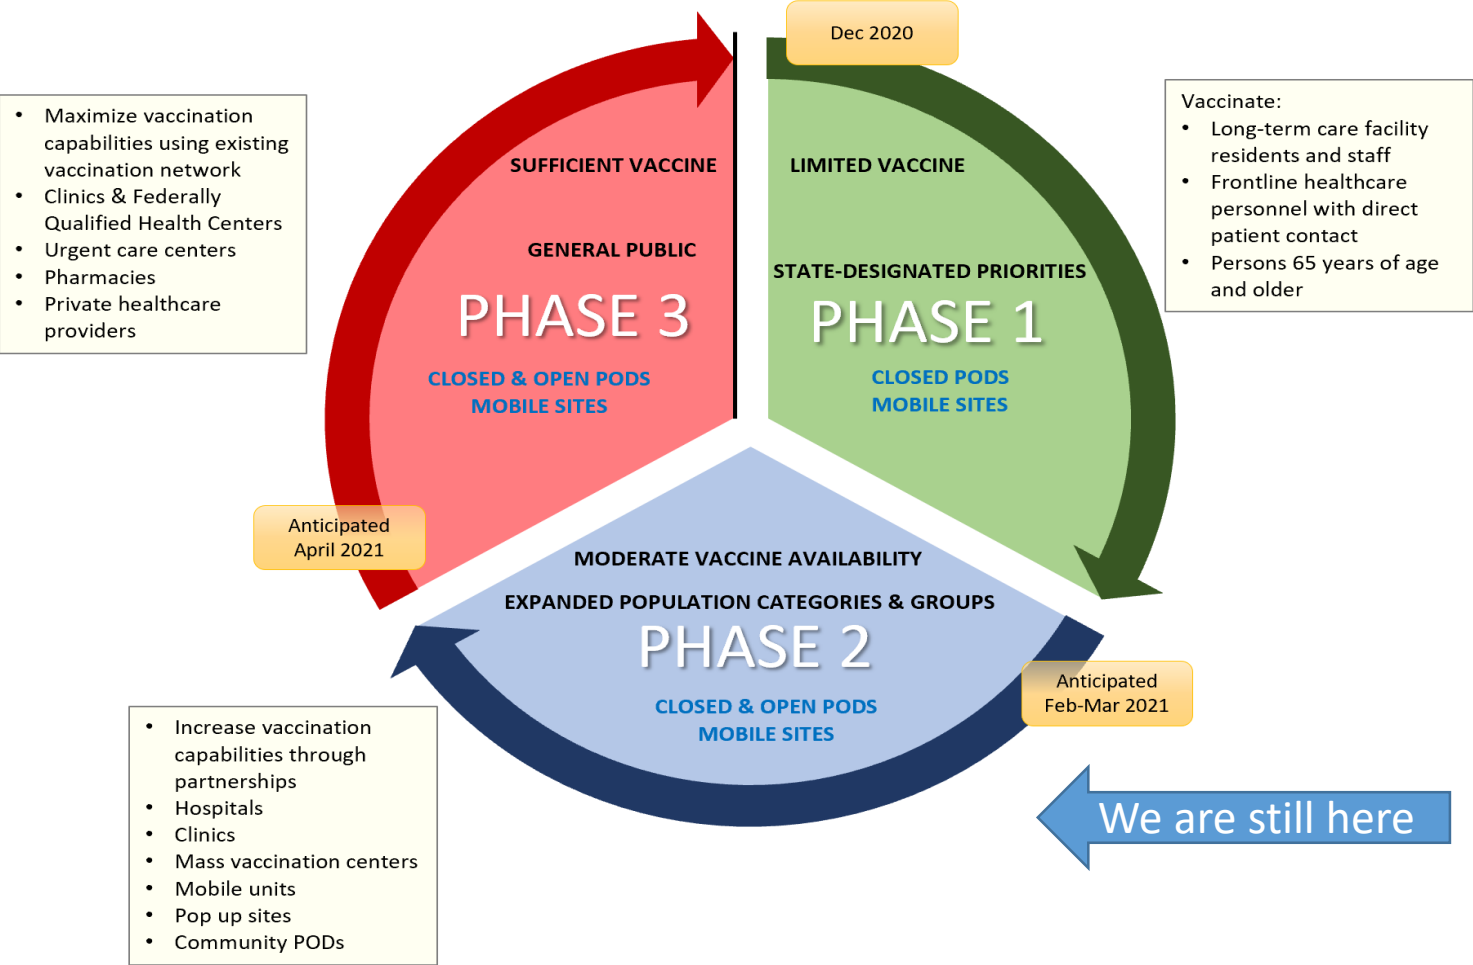 Dec 2020
Vaccinate:
• Long-term care facility
residents and staff
• Frontline healthcare
personnel with direct
patient contact
• Persons 65 years of age
and older
LIMITED VACCINE
STATE-DESIGNATED PRIORITIES
PHASE 1
CLOSED PODS
MOBILE SITES
Anticipated
Feb-Mar 2021
MODERATE VACCINE AVAILABILITY
EXPANDED POPULATION CATEGORIES & GROUPS
PHASE 2
CLOSED & OPEN PODS
MOBILE SITES
We are still here
• Increase vaccination
capabilities through
partnerships
• Hospitals
• Clinics
• Mass vaccination centers
• Mobile units
• Pop up sites
• Community PODs
Anticipated
April 2021
SUFFICIENT VACCINE
GENERAL PUBLIC
PHASE 3
CLOSED & OPEN PODS
MOBILE SITES
• Maximize vaccination
capabilities using existing
vaccination network
• Clinics & Federally
Qualified Health Centers
• Urgent care centers
• Pharmacies
• Private healthcare
providers